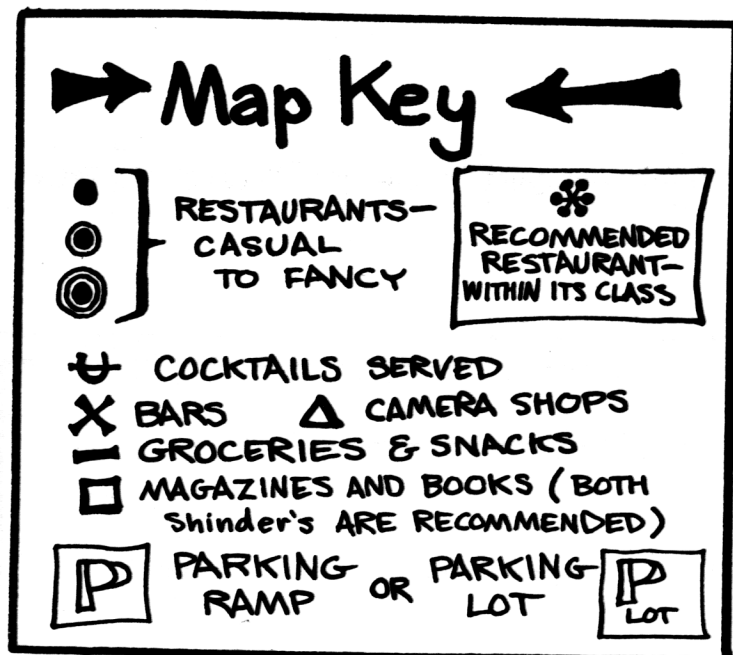 Map Key
RESTAURANTS-
CASUAL
TO FANCY
RECOMMENDED
RESTAURANT-
WITHIN ITS CLASS
COCKTAILS SERVED
BARS
CAMERA SHOPS
GROCERIES & SNACKS
MAGAZINES AND BOOKS (BOTH
Shinder's ARE RECOMMENDED)
P
PARKING
RAMP
OR
PARKING
LOT
P
LOT